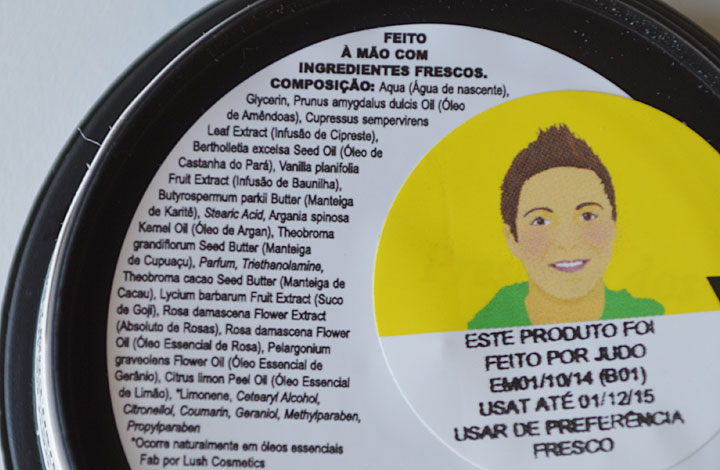 FEITO
À MÃO COM
INGREDIENTES FRESCOS.
COMPOSIÇÃO: Aqua (Água de nascente),
Glycerin, Prunus amygdalus dulcis Oil (Óleo
de Amêndoas), Cupressus sempervirens
Leaf Extract (Infusão de Cipreste),
Bertholletia excelsa Seed Oil (Óleo de
Castanha do Pará), Vanilla planifolia
Fruit Extract (Infusão de Baunilha),
Butyrospermum parkii Butter (Manteiga
de Karité), Stearic Acid, Argania spinosa
Kernel Oil (Óleo de Argan), Theobroma
grandiflorum Seed Butter (Manteiga
de Cupuaçu), Parfum, Triethanolamine,
Theobroma cacao Seed Butter (Manteiga de
Cacau), Lycium barbarum Fruit Extract (Suco
de Goji), Rosa damascena Flower Extract
(Absoluto de Rosas), Rosa damascena Flower
Oil (Óleo Essencial de Rosa), Pelargonium
graveolens Flower Oil (Óleo Essencial de
Gerânio), Citrus limon Peel Oil (Óleo Essencial
de Limão), *Limonene, Cetearyl Alcohol,
Citronellol, Coumarin, Geraniol, Methylparaben,
Propylparaben
*Ocorre naturalmente em óleos essenciais
Fab por Lush Cosmetics
ESTE PRODUTO FOI
FEITO POR JUDO
EM01/10/14 (B01)
USAT ATÉ 01/12/15
USAR DE PREFERÊNCIA
FRESCO